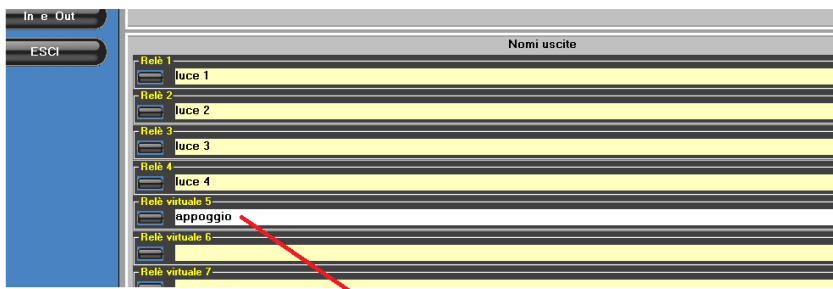 In e Out
ESCI
Nomi uscite
Relè 1
luce 1
Relè 2
luce 2
Relè 3
luce 3
Relè 4
luce 4
Relè virtuale 5
appoggio
Relè virtuale 6
Relè virtuale 7